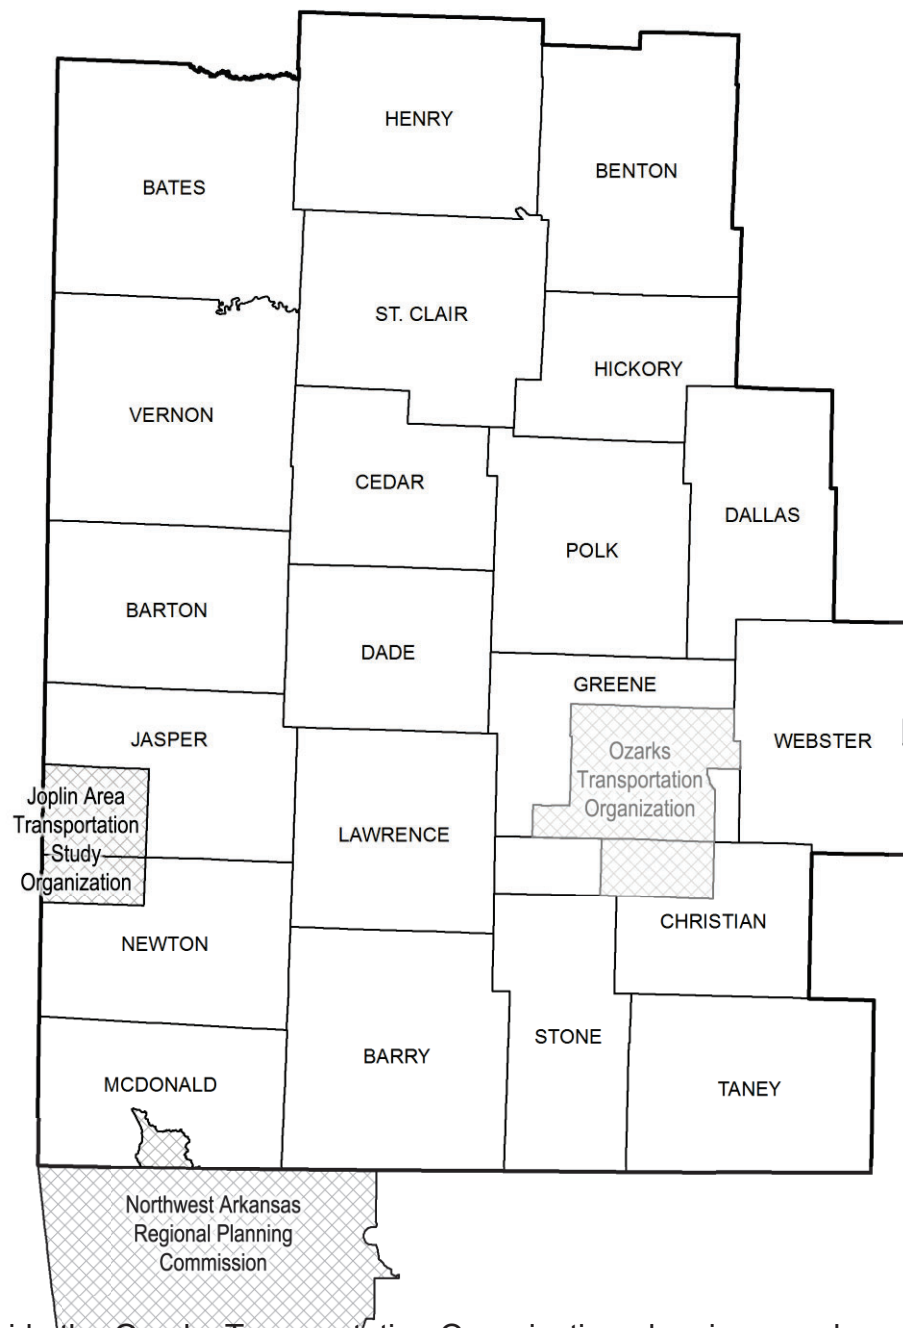 HENRY
BENTON
BATES
ST. CLAIR
HICKORY
VERNON
CEDAR
DALLAS
POLK
BARTON
DADE
GREENE
JASPER
WEBSTER
Ozarks
Transportation
Organization
Joplin Area
Transportation
Study
Organization
LAWRENCE
CHRISTIAN
NEWTON
STONE
BARRY
MCDONALD
TANEY
Northwest Arkansas
Regional Planning
Commission